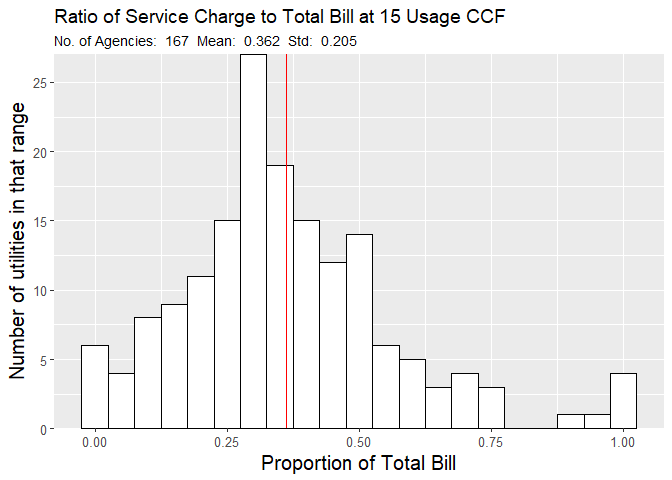 Ratio of Service Charge to Total Bill at 15 Usage CCF
No. of Agencies:  167  Mean:  0.362  Std:  0.205
Number of utilities in that range
25
20
15
10
5
0
0.00
0.25
0.50
0.75
1.00
Proportion of Total Bill